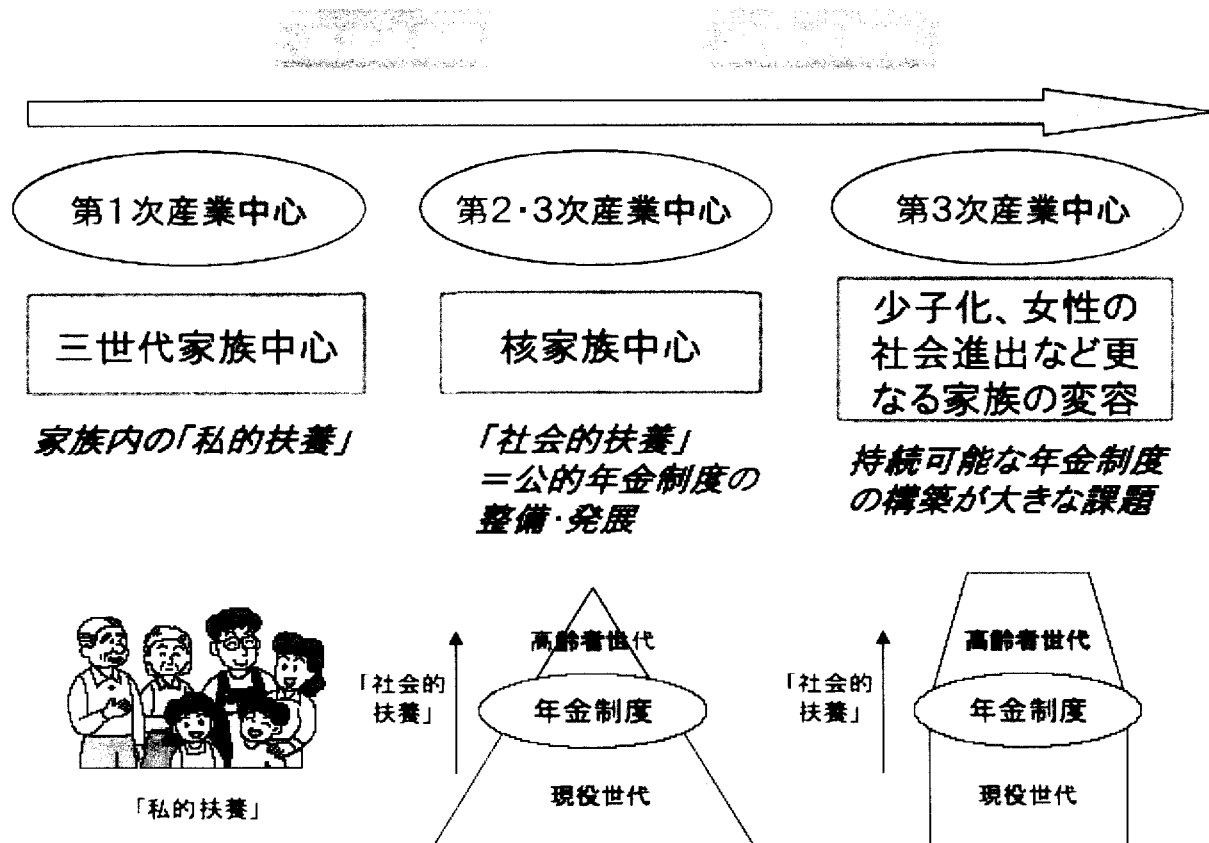 第1次産業中心
第2・3次産業中心
第3次産業中心
三世代家族中心
核家族中心
少子化、女性の
社会進出など更
なる家族の変容
家族内の「私的扶養」
「社会的扶養」
＝公的年金制度の
整備・発展
持続可能な年金制度
の構築が大きな課題
「私的扶養」
「社会的
扶養」
高齢者世代
年金制度
現役世代
「社会的
扶養」
高齢者世代
年金制度
現役世代